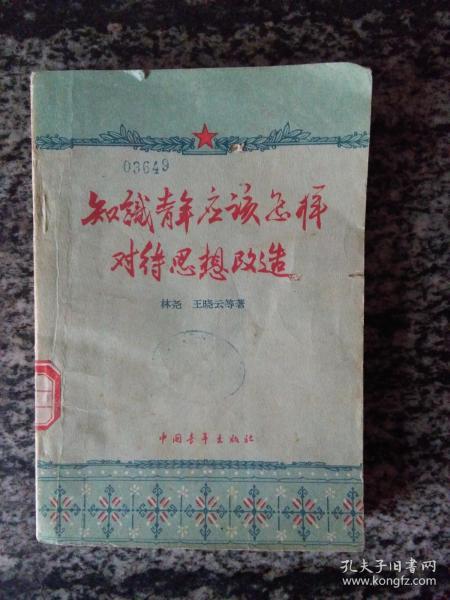 03649
知識青年应该怎样
对待思想改造
林尧 王晓云等著
中国青年出版社
孔夫子旧书网
www.kongfz.com